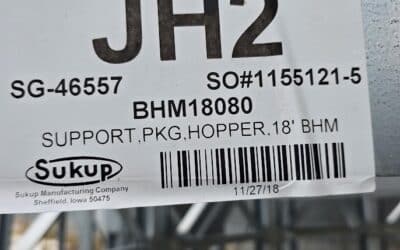 JH2
SG-46557 SO#1155121-5
BHM18080
SUPPORT,PKG,HOPPER,18' BHM
Sukup
Sukup Manufacturing Company
Sheffield, Iowa 50475
11/27/18